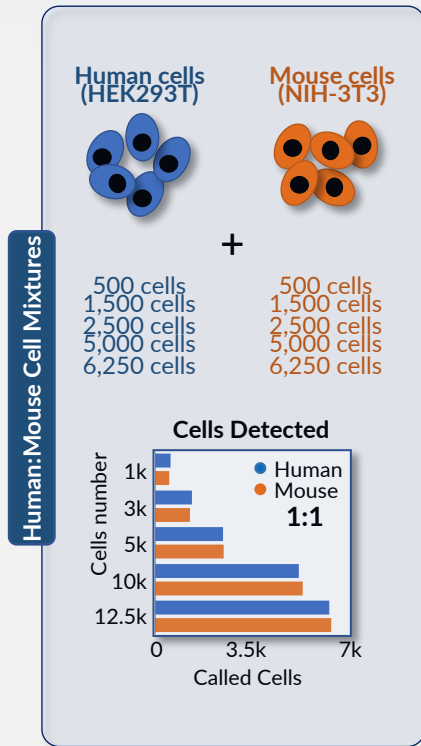 Human:Mouse Cell Mixtures
Human cells
(HEK293T)
Mouse cells
(NIH-3T3)
+
500 cells
1,500 cells
2,500 cells
5,000 cells
6,250 cells
500 cells
1,500 cells
2,500 cells
5,000 cells
6,250 cells
Cells Detected
Cells number
1k
3k
5k
10k
12.5k
Human
Mouse
1:1
0
3.5k
7k
Called Cells